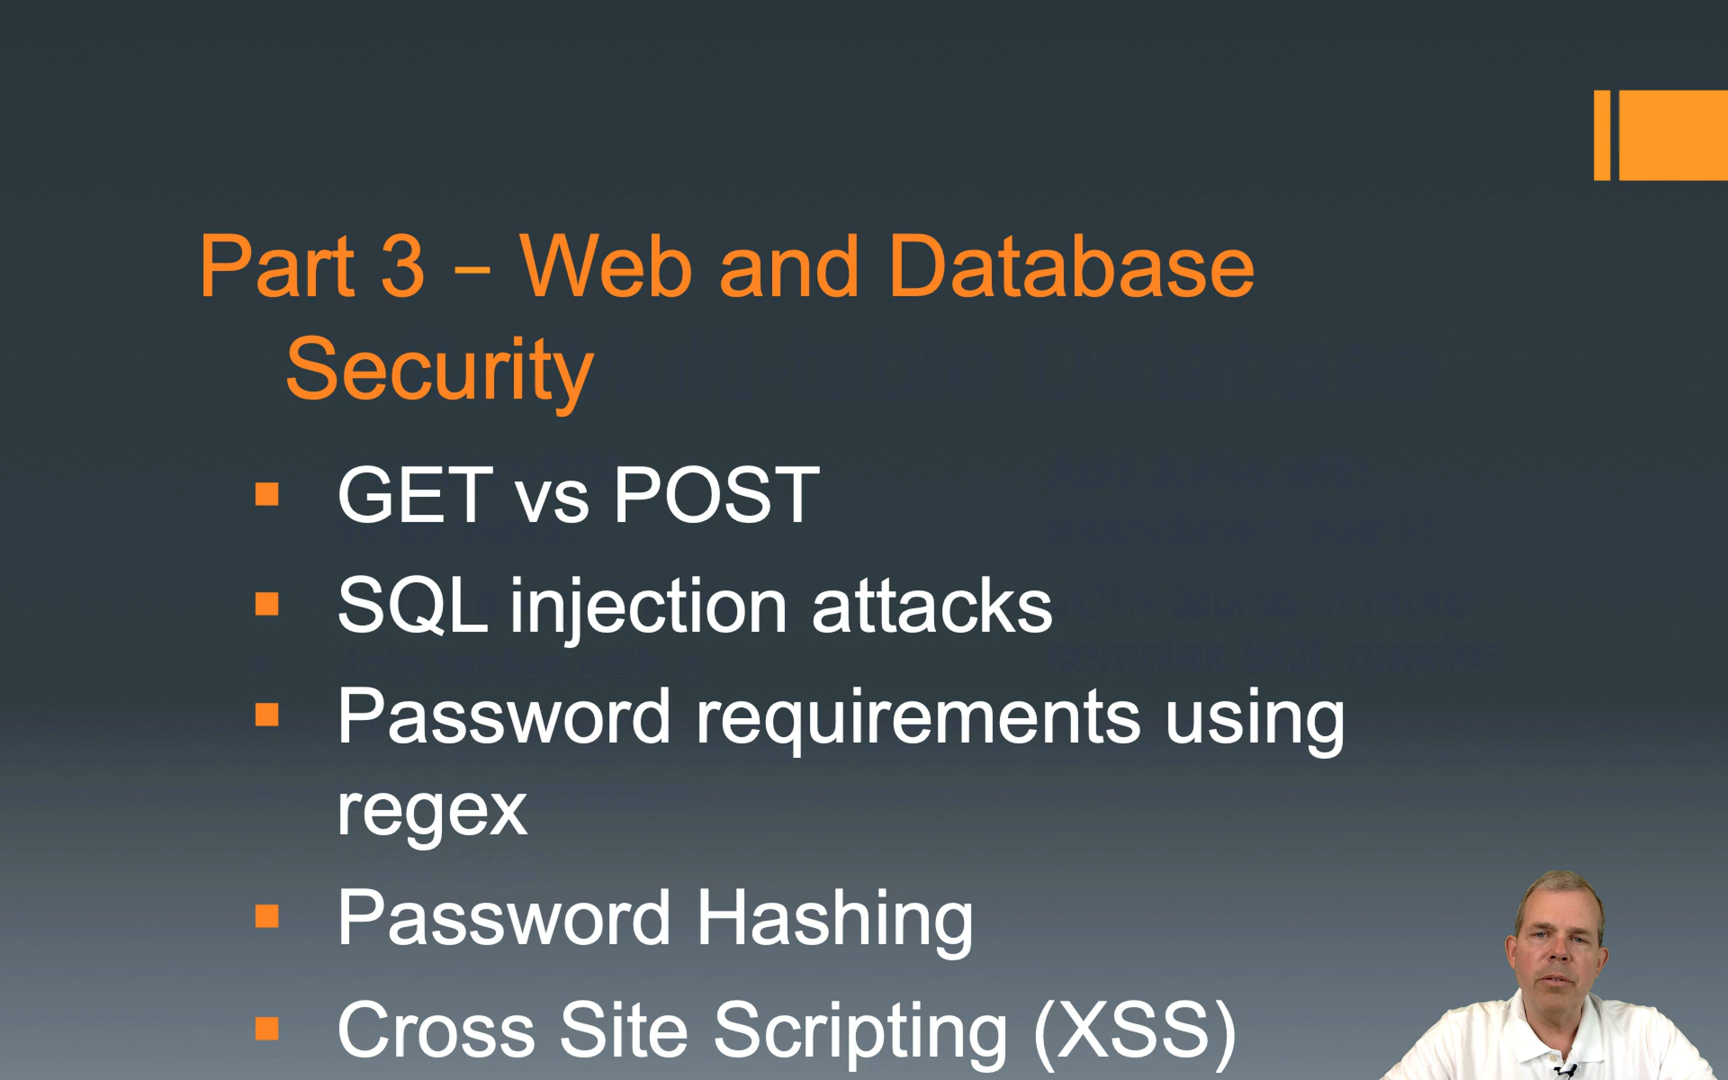 Part 3 – Web and Database
Security
GET vs POST
SQL injection attacks
Password requirements using
regex
Password Hashing
Cross Site Scripting (XSS)